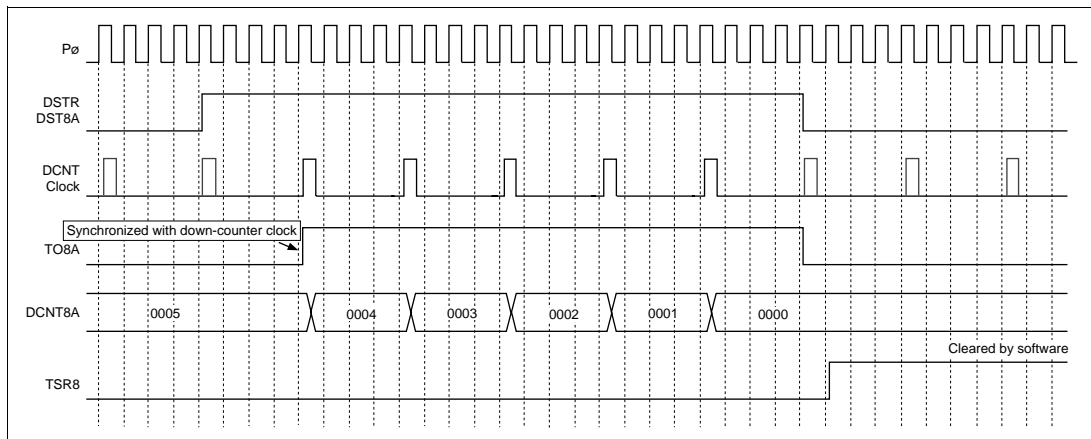 Pø
DSTR
DST8A
DCNT
Clock
Synchronized with down-counter clock
TO8A
DCNT8A
0005
0004
0003
0002
0001
0000
Cleared by software
TSR8